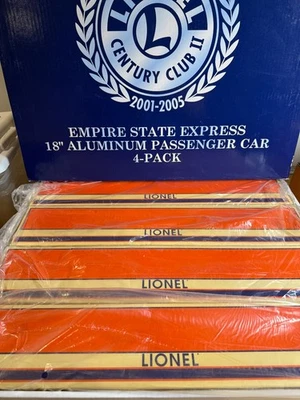 LIONEL
CENTURY CLUB II
L
2001-2005
EMPIRE STATE EXPRESS
18" ALUMINUM PASSENGER CAR
4-PACK
LIONEL
LIONEL
LIONEL
LIONEL